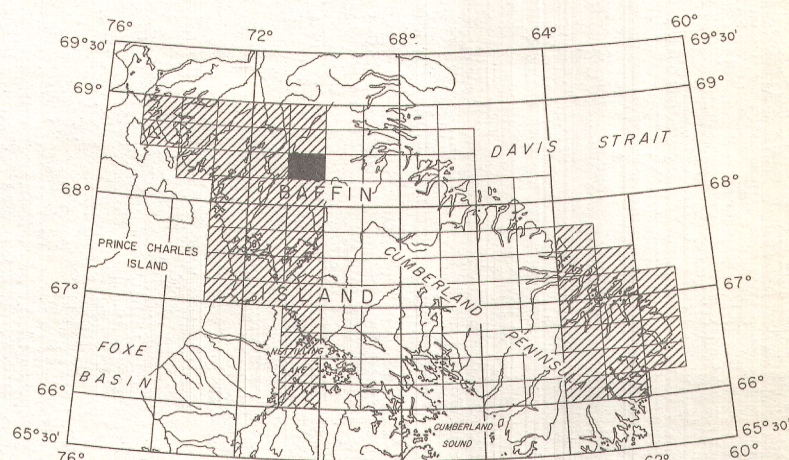 76°
72°
68°
64°
60°
69°30'
69°30'
69°
69°
DAVIS STRAIT
68°
68°
BAFFIN
PRINCE CHARLES
ISLAND
CUMBERLAND
PENINSULA
67°
67°
ISLAND
FOXE
BASIN
NETTILLING
LAKE
66°
66°
CUMBERLAND
SOUND
65°30'
65°30'
76°
60°